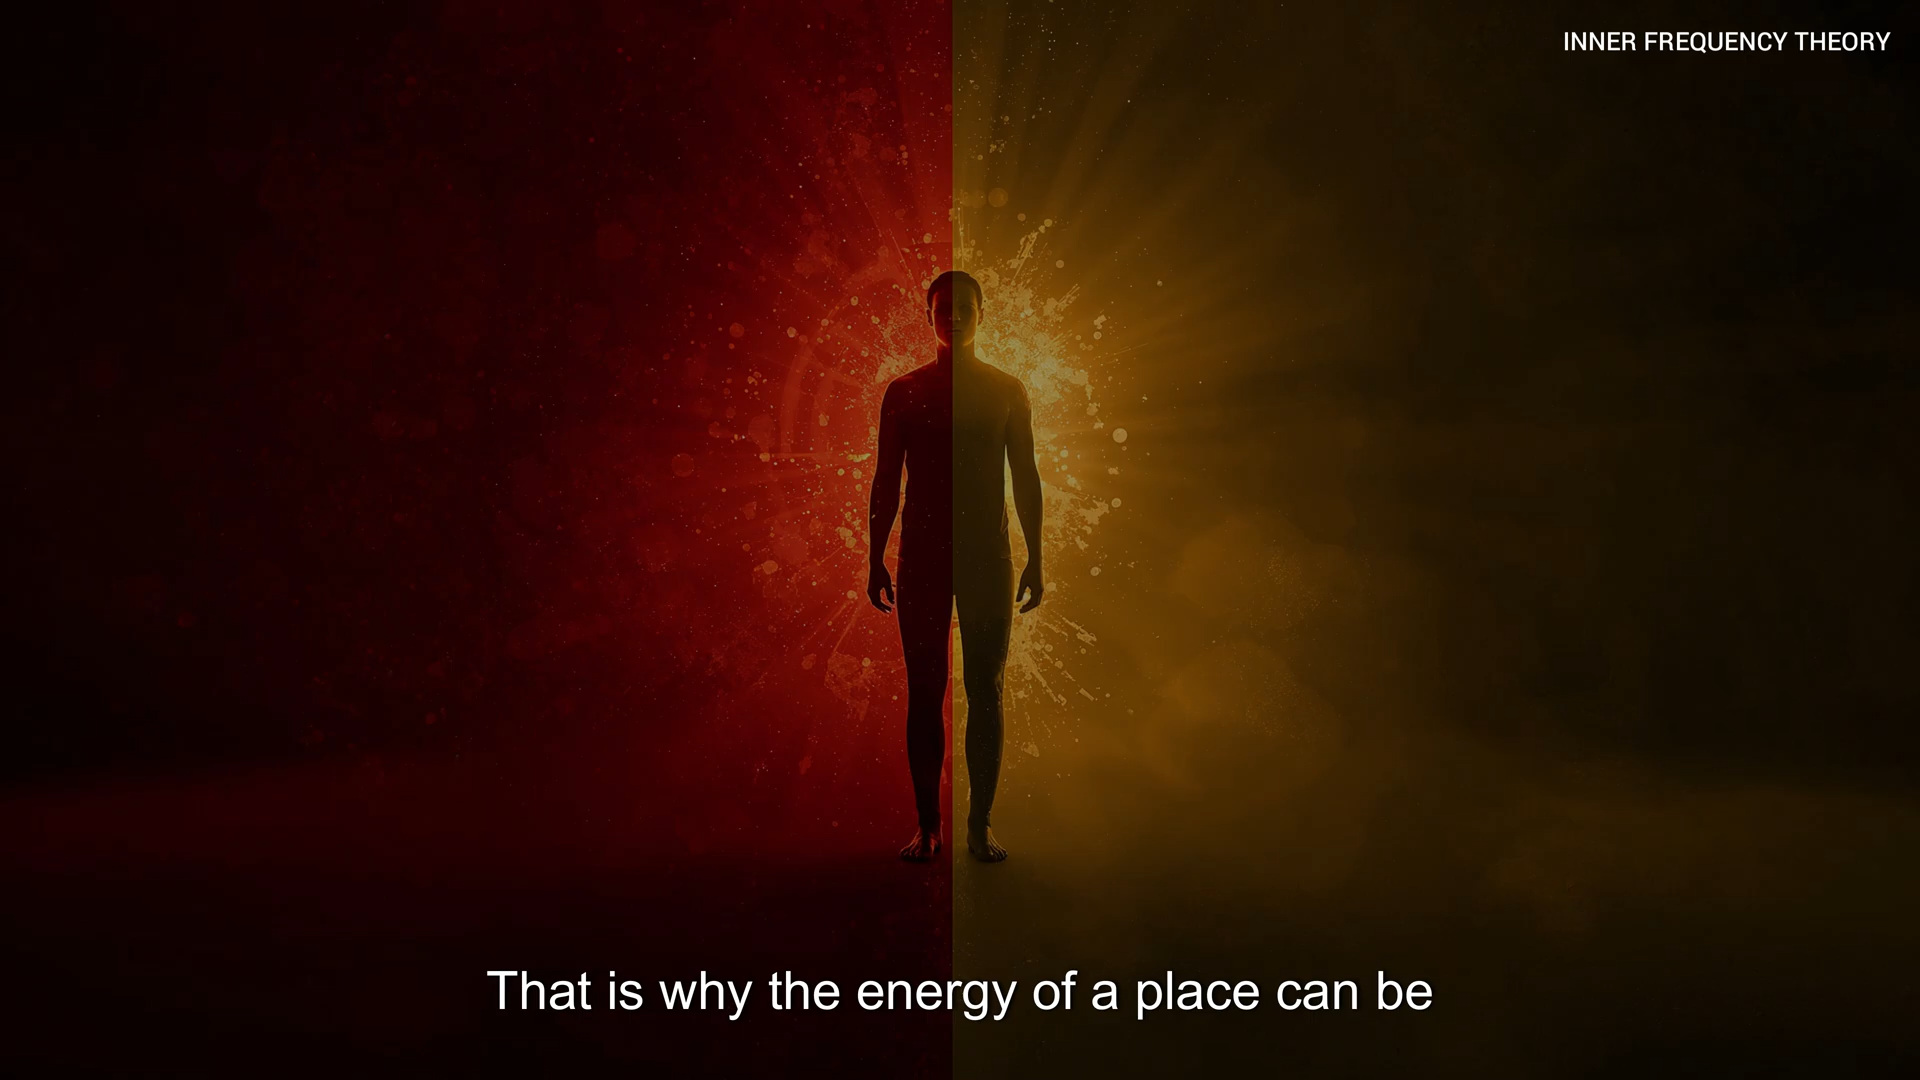 INNER FREQUENCY THEORY
That is why the energy of a place can be